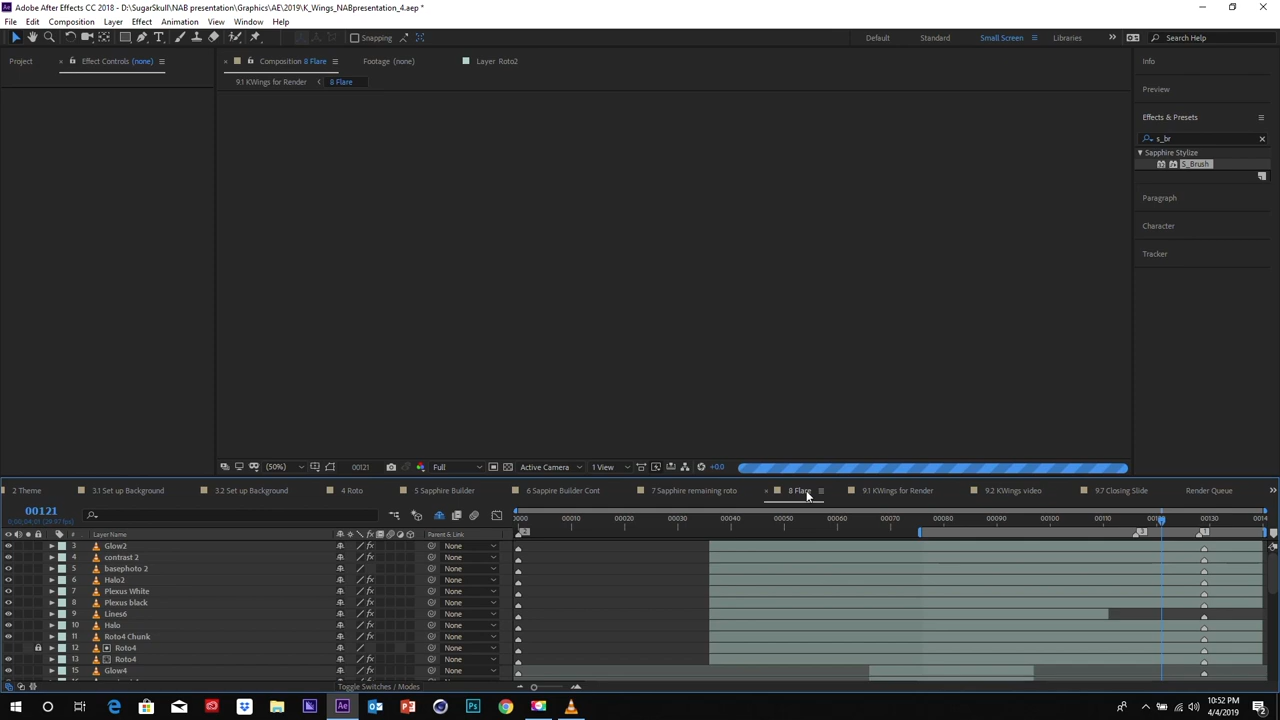 Adobe After Effects CC 2018 - D:\SugarSkull\NAB presentation\Graphics\AE\2019\K_Wings_NABpresentation_4.aep *
File Edit Composition Layer Effect Animation View Window Help
Snapping Default Standard Small Screen Libraries Search Help
Project Effect Controls (none) Composition 8 Flare Footage (none) Layer Roto2 Info
9.1 KWings for Render 8 Flare
Preview
Effects & Presets
s_br
Sapphire Stylize
S_Brush
Paragraph
Character
Tracker
(50%) 00121 Full Active Camera 1 View +0.0
2 Theme 3.1 Set up Background 3.2 Set up Background 4 Roto 5 Sapphire Builder 6 Sappire Builder Cont 7 Sapphire remaining roto 8 Flare 9.1 KWings for Render 9.2 KWings video 9.7 Closing Slide Render Queue
00121
0:00:04:01 (29.97 fps)
0000 00010 00020 00030 00040 00050 00060 00070 00080 00090 00100 00110 00120 00130 0014
# Layer Name Parent & Link 2 3 1
3 Glow2 None
4 contrast 2 None
5 basephoto 2 None
6 Halo2 None
7 Plexus White None
8 Plexus black None
9 Lines6 None
10 Halo None
11 Roto4 Chunk None
12 Roto4 None
13 Roto4 None
14 Glow4 None
Toggle Switches / Modes
10:52 PM
4/4/2019
2